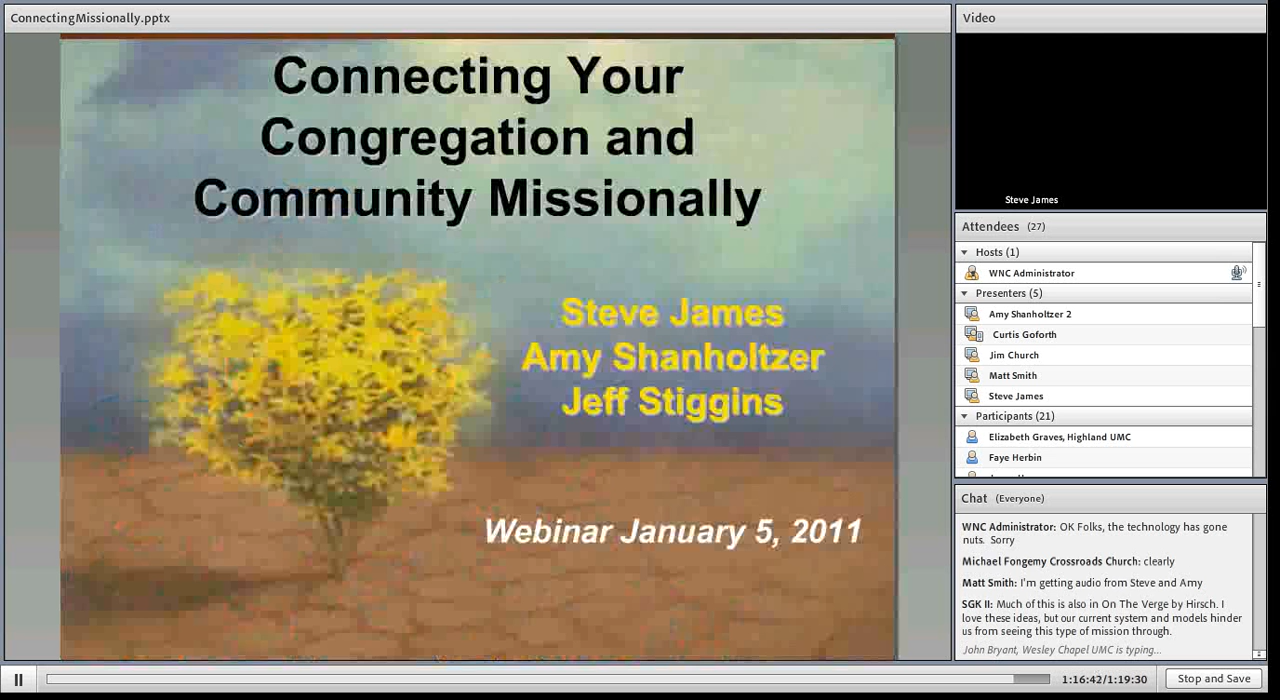 ConnectingMissionally.pptx
Connecting Your
Congregation and
Community Missionally
Steve James
Amy Shanholtzer
Jeff Stiggins
Webinar January 5, 2011
Video
Steve James
Attendees (27)
Hosts (1)
WNC Administrator
Presenters (5)
Amy Shanholtzer 2
Curtis Goforth
Jim Church
Matt Smith
Steve James
Participants (21)
Elizabeth Graves, Highland UMC
Faye Herbin
Chat (Everyone)
WNC Administrator: OK Folks, the technology has gone
nuts. Sorry
Michael Fongemy Crossroads Church: clearly
Matt Smith: I'm getting audio from Steve and Amy
SGK II: Much of this is also in On The Verge by Hirsch. I
love these ideas, but our current system and models hinder
us from seeing this type of mission through.
John Bryant, Wesley Chapel UMC is typing...
1:16:42/1:19:30
Stop and Save